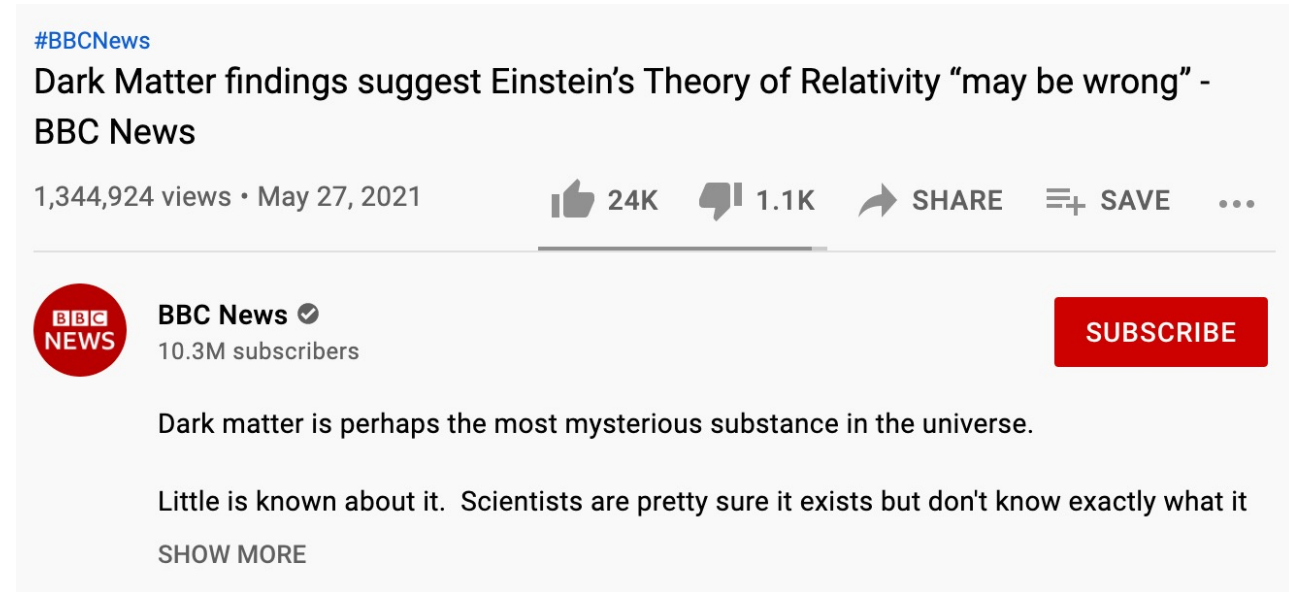 #BBCNews
Dark Matter findings suggest Einstein’s Theory of Relativity “may be wrong” -
BBC News
1,344,924 views • May 27, 2021
24K
1.1K
SHARE
SAVE
BBC
NEWS
BBC News
10.3M subscribers
SUBSCRIBE
Dark matter is perhaps the most mysterious substance in the universe.
Little is known about it.  Scientists are pretty sure it exists but don't know exactly what it
SHOW MORE